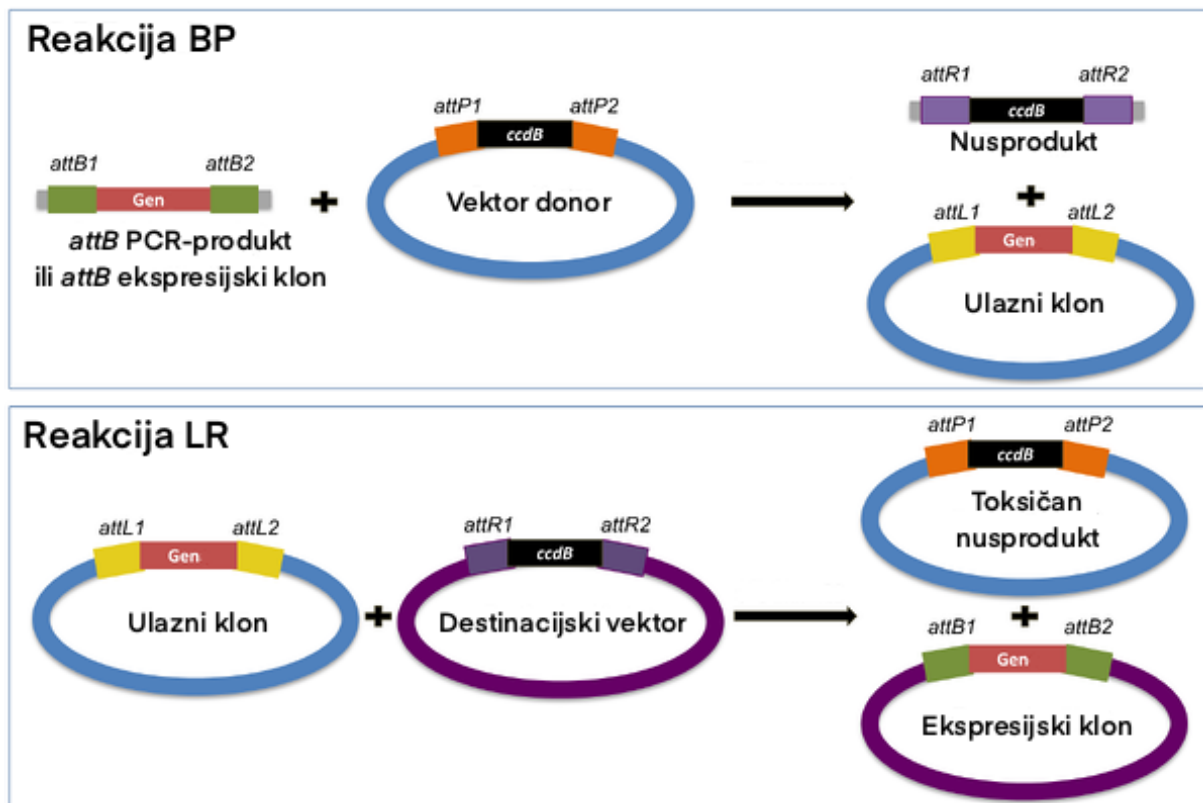 Reakcija BP
attB1 attB2
Gen
attB PCR-produkt
ili attB ekspresijski klon
+
attP1 attP2
ccdB
Vektor donor
attR1 attR2
ccdB
Nusprodukt
+
attL1 attL2
Gen
Ulazni klon
Reakcija LR
attL1 attL2
Gen
Ulazni klon
+
attR1 attR2
ccdB
Destinacijski vektor
attP1 attP2
ccdB
Toksičan
nusprodukt
+
attB1 attB2
Gen
Ekspresijski klon